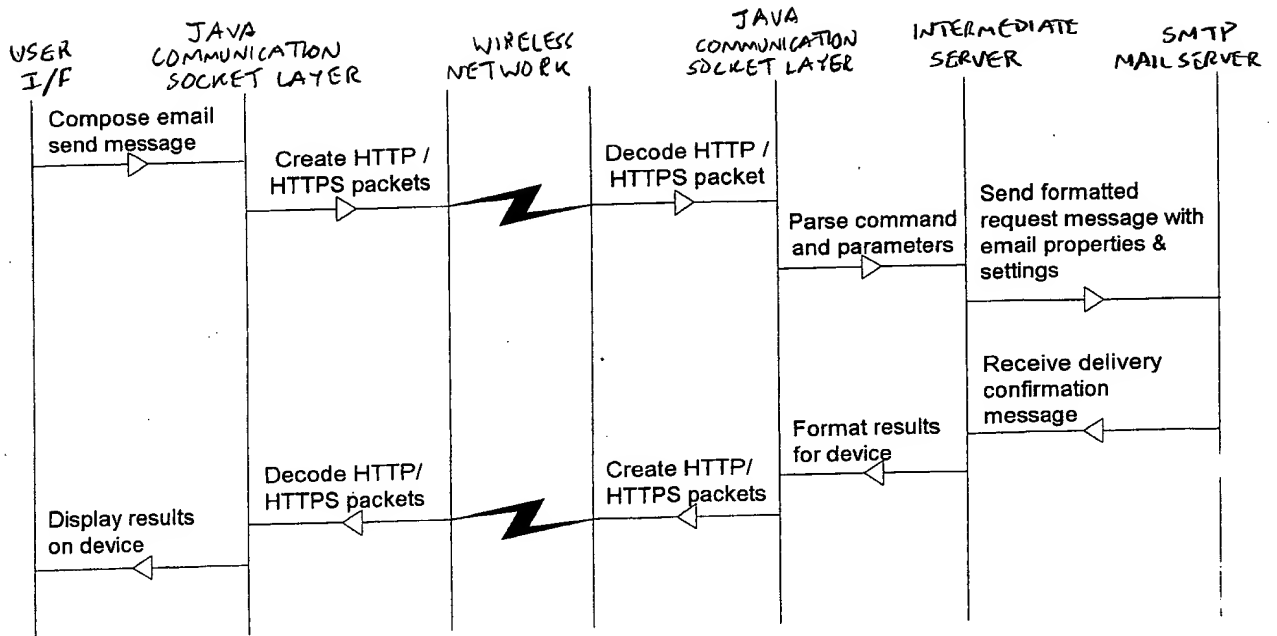 USER
I/F
JAVA
COMMUNICATION
SOCKET LAYER
WIRELESS
NETWORK
JAVA
COMMUNICATION
SOCKET LAYER
INTERMEDIATE
SERVER
SMTP
MAIL SERVER
Compose email
send message
Create HTTP /
HTTPS packets
Decode HTTP /
HTTPS packet
Parse command
and parameters
Send formatted
request message with
email properties &
settings
Receive delivery
confirmation
message
Format results
for device
Create HTTP/
HTTPS packets
Decode HTTP/
HTTPS packets
Display results
on device